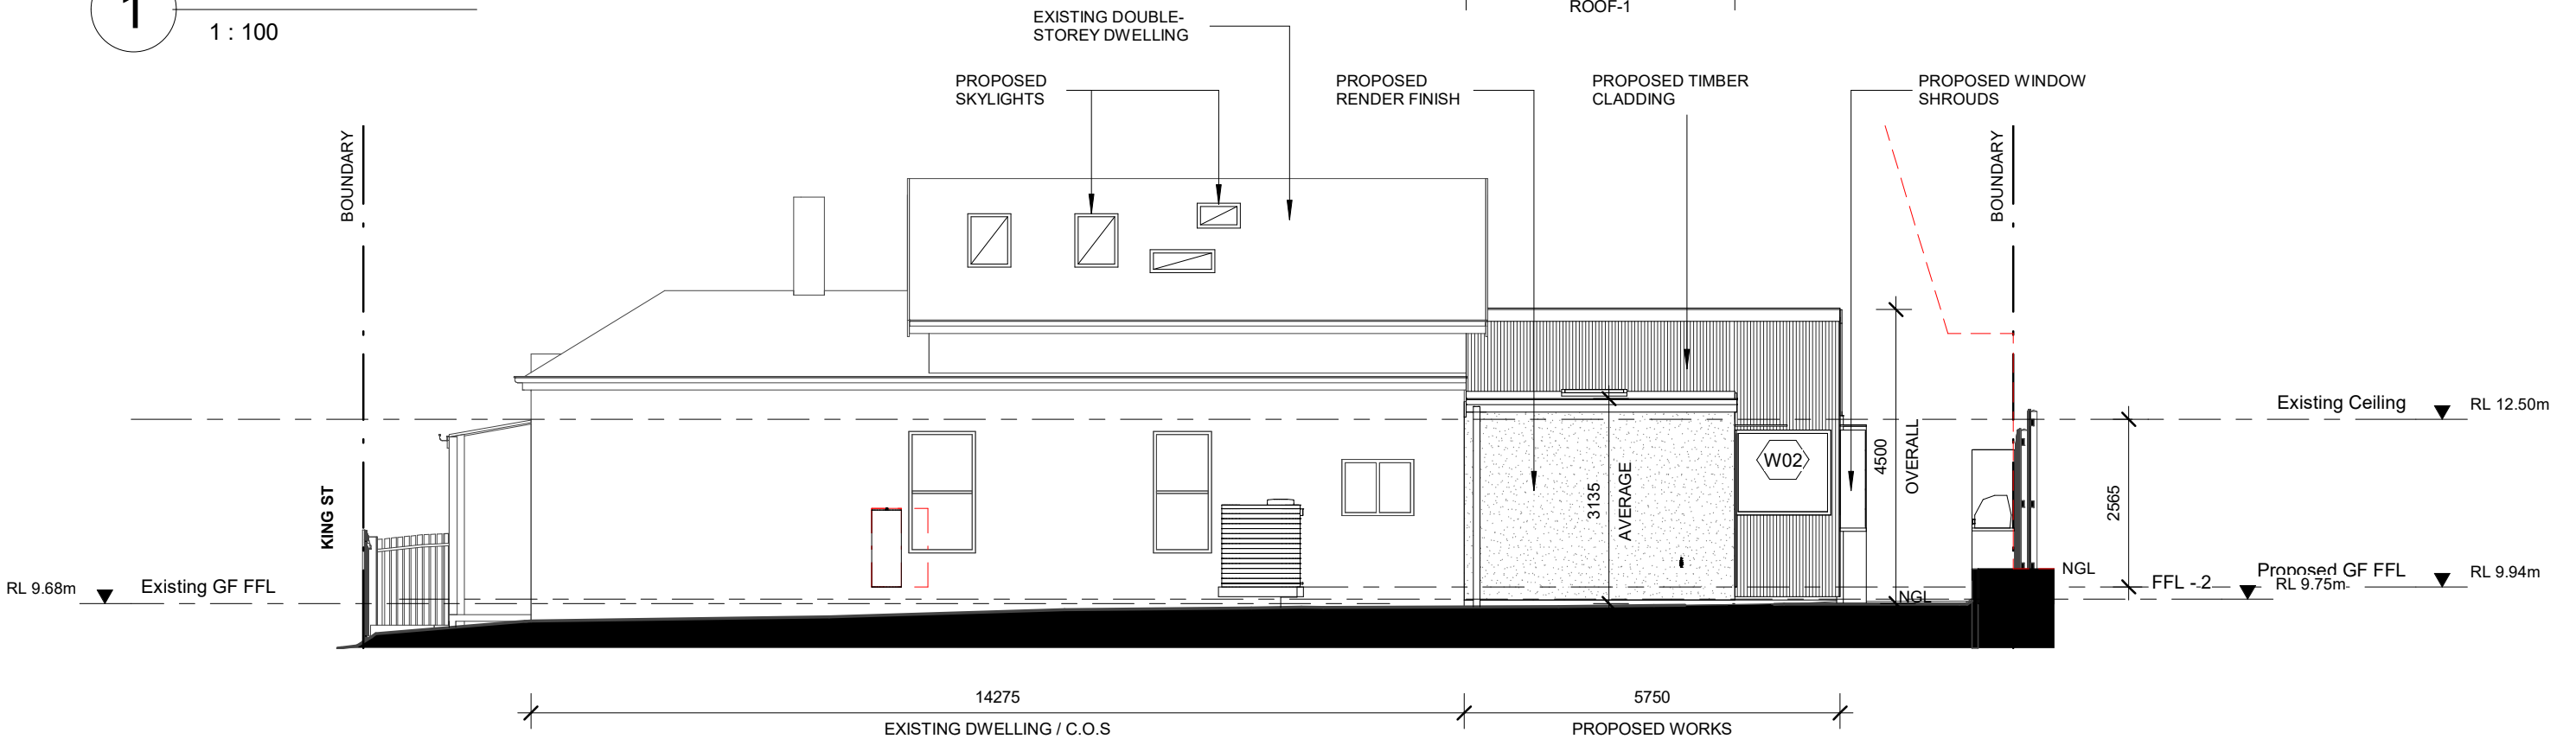 1
1 : 100
ROOF-1
EXISTING DOUBLE-
STOREY DWELLING
PROPOSED
SKYLIGHTS
PROPOSED
RENDER FINISH
PROPOSED TIMBER
CLADDING
PROPOSED WINDOW
SHROUDS
BOUNDARY
BOUNDARY
KING ST
Existing Ceiling
RL 12.50m
W02
4500
OVERALL
3135
AVERAGE
2565
RL 9.68m
Existing GF FFL
NGL
NGL
FFL - 2
RL 9.75m
Proposed GF FFL
RL 9.94m
14275
EXISTING DWELLING / C.O.S
5750
PROPOSED WORKS